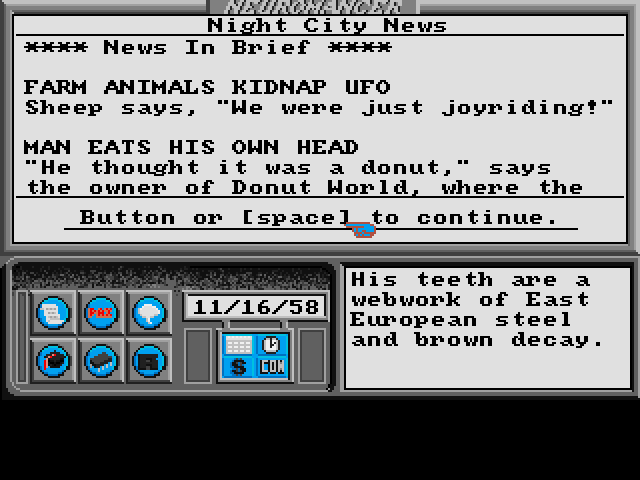 NEUROMANCER
Night City News
**** News In Brief ****
FARM ANIMALS KIDNAP UFO
Sheep says, "We were just joyriding!"
MAN EATS HIS OWN HEAD
"He thought it was a donut," says
the owner of Donut World, where the
Button or [space] to continue.
PAX
11/16/58
$
CON
R
His teeth are a
webwork of East
European steel
and brown decay.